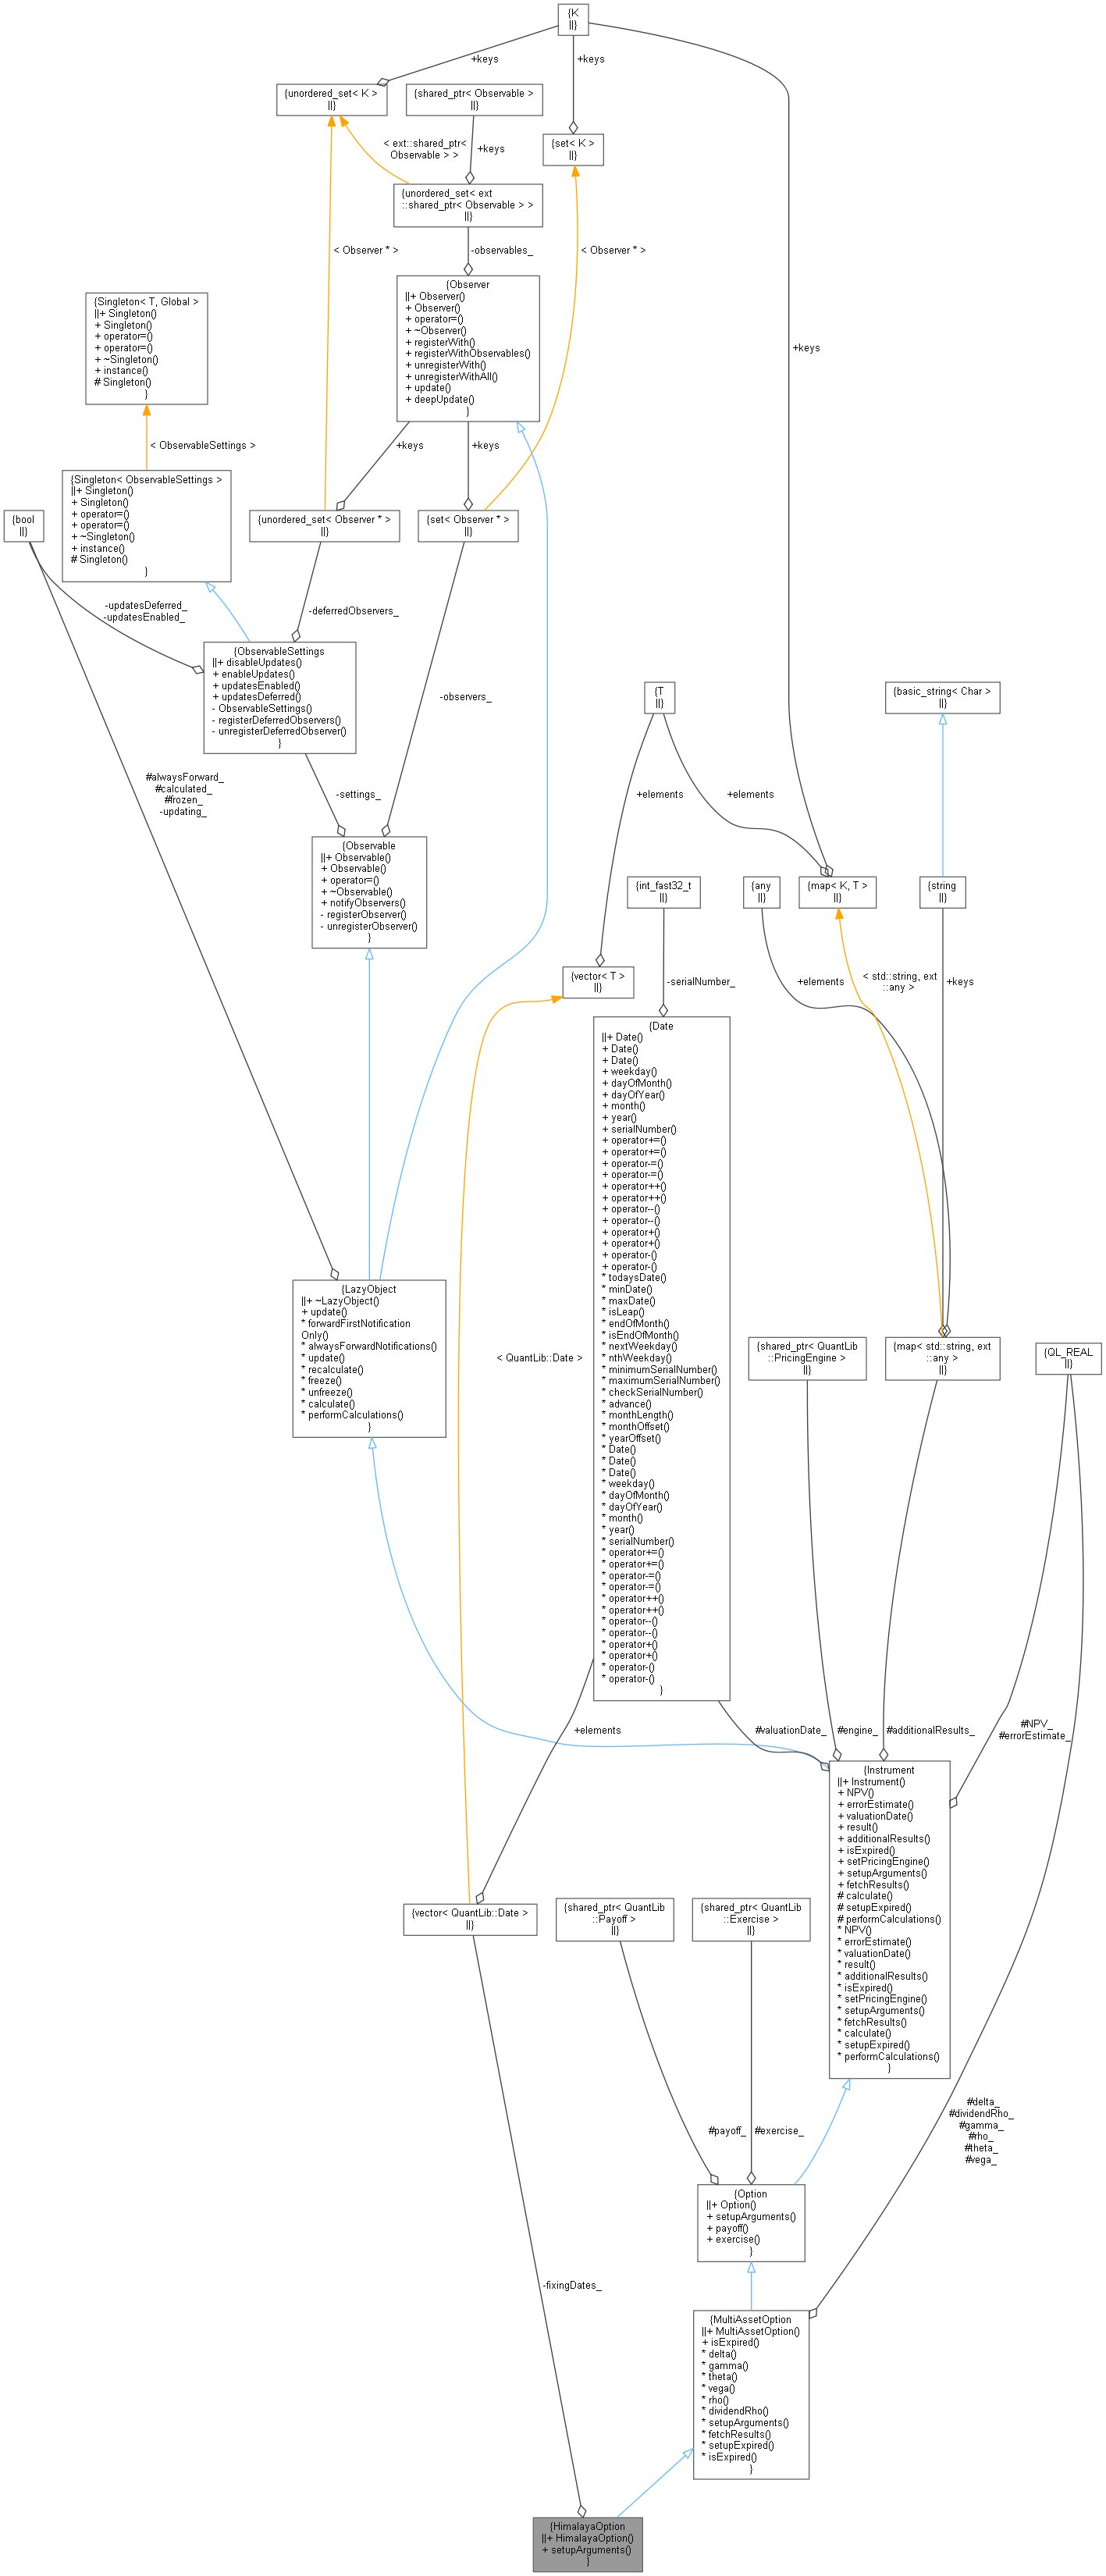 {K
||}
+keys
+keys
{unordered_set< K >
||}
{shared_ptr< Observable >
||}
{set< K >
||}
< ext::shared_ptr<
Observable > >
+keys
{unordered_set< ext
::shared_ptr< Observable > >
||}
< Observer * >
-observables_
< Observer * >
{Observer
||+ Observer()
+ Observer()
+ operator=()
+ ~Observer()
+ registerWith()
+ registerWithObservables()
+ unregisterWith()
+ unregisterWithAll()
+ update()
+ deepUpdate()
}
{Singleton< T, Global >
||+ Singleton()
+ Singleton()
+ operator=()
+ operator=()
+ ~Singleton()
+ instance()
# Singleton()
}
+keys
< ObservableSettings >
+keys
+keys
{Singleton< ObservableSettings >
||+ Singleton()
+ Singleton()
+ operator=()
+ operator=()
+ ~Singleton()
+ instance()
# Singleton()
}
{bool
||}
{unordered_set< Observer * >
||}
{set< Observer * >
||}
-updatesDeferred_
-updatesEnabled_
-deferredObservers_
{ObservableSettings
||+ disableUpdates()
+ enableUpdates()
+ updatesEnabled()
+ updatesDeferred()
- ObservableSettings()
- registerDeferredObservers()
- unregisterDeferredObserver()
}
-observers_
{T
||}
{basic_string< Char >
||}
#alwaysForward_
#calculated_
#frozen_
-updating_
-settings_
+elements
+elements
{Observable
||+ Observable()
+ Observable()
+ operator=()
+ ~Observable()
+ notifyObservers()
- registerObserver()
- unregisterObserver()
}
{int_fast32_t
||}
{any
||}
{map< K, T >
||}
{string
||}
{vector< T >
||}
-serialNumber_
+elements
< std::string, ext
::any >
+keys
{Date
||+ Date()
+ Date()
+ Date()
+ weekday()
+ dayOfMonth()
+ dayOfYear()
+ month()
+ year()
+ serialNumber()
+ operator+=()
+ operator+=()
+ operator-=()
+ operator-=()
+ operator++()
+ operator++()
+ operator--()
+ operator--()
+ operator+()
+ operator+()
+ operator-()
+ operator-()
* todaysDate()
* minDate()
* maxDate()
* isLeap()
* endOfMonth()
* isEndOfMonth()
* nextWeekday()
* nthWeekday()
* minimumSerialNumber()
* maximumSerialNumber()
* checkSerialNumber()
* advance()
* monthLength()
* monthOffset()
* yearOffset()
* Date()
* Date()
* Date()
* weekday()
* dayOfMonth()
* dayOfYear()
* month()
* year()
* serialNumber()
* operator+=()
* operator+=()
* operator-=()
* operator-=()
* operator++()
* operator++()
* operator--()
* operator--()
* operator+()
* operator+()
* operator-()
* operator-()
}
{LazyObject
||+ ~LazyObject()
+ update()
* forwardFirstNotification
Only()
* alwaysForwardNotifications()
* update()
* recalculate()
* freeze()
* unfreeze()
* calculate()
* performCalculations()
}
< QuantLib::Date >
{shared_ptr< QuantLib
::PricingEngine >
||}
{map< std::string, ext
::any >
||}
{QL_REAL
||}
+elements
#valuationDate_
#engine_
#additionalResults_
#NPV_
#errorEstimate_
{Instrument
||+ Instrument()
+ NPV()
+ errorEstimate()
+ valuationDate()
+ result()
+ additionalResults()
+ isExpired()
+ setPricingEngine()
+ setupArguments()
+ fetchResults()
# calculate()
# setupExpired()
# performCalculations()
* NPV()
* errorEstimate()
* valuationDate()
* result()
* additionalResults()
* isExpired()
* setPricingEngine()
* setupArguments()
* fetchResults()
* calculate()
* setupExpired()
* performCalculations()
}
{vector< QuantLib::Date >
||}
{shared_ptr< QuantLib
::Payoff >
||}
{shared_ptr< QuantLib
::Exercise >
||}
#payoff_
#exercise_
#delta_
#dividendRho_
#gamma_
#rho_
#theta_
#vega_
{Option
||+ Option()
+ setupArguments()
+ payoff()
+ exercise()
}
-fixingDates_
{MultiAssetOption
||+ MultiAssetOption()
+ isExpired()
* delta()
* gamma()
* theta()
* vega()
* rho()
* dividendRho()
* setupArguments()
* fetchResults()
* setupExpired()
* isExpired()
}
{HimalayaOption
||+ HimalayaOption()
+ setupArguments()
}